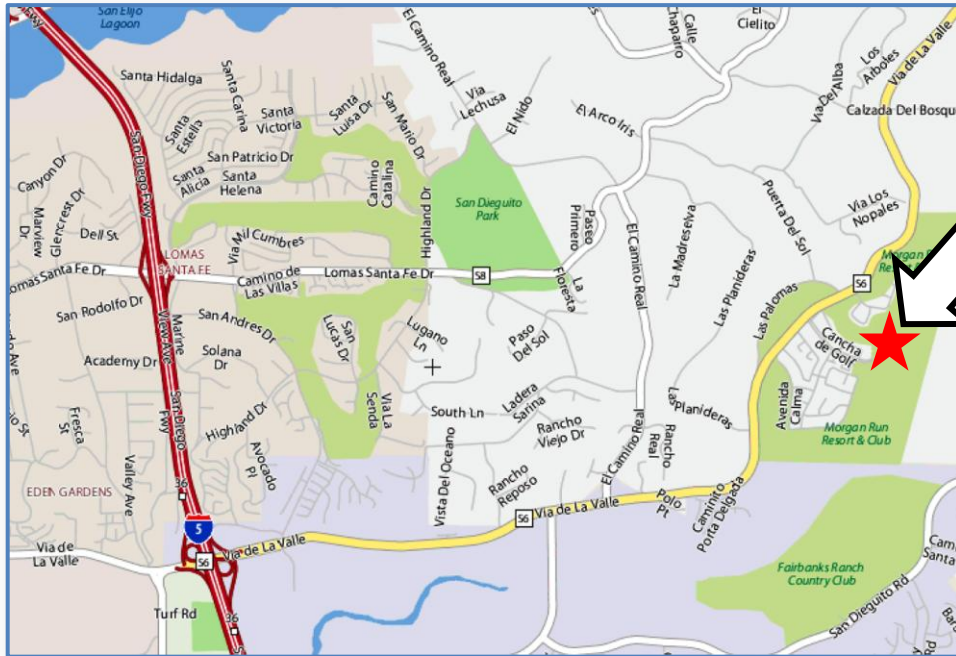 San Elijo
Lagoon
Fwy
Santa Hidalga
Santa Carina
Santa
Victoria
Santa
Luisa Dr
San Mario Dr
El Camino Real
Via
Lechusa
El Nido
El Arco Iris
Calle
Chaparro
El
Cielito
Via De La Valle
Los
Arboles
Via Del Alba
Calzada Del Bosqu
San Diego Fwy
Santa
Estella
San Patricio Dr
Santa
Alicia
Santa
Helena
Camino
Catalina
Highland Dr
San Dieguito
Park
Canyon Dr
Glencrest Dr
Marview
Dr
Dell St
LOMAS
SANTA FE
Via Mil Cumbres
Paseo
Primero
El Camino Real
La Madreselva
Puerta Del Sol
Via Los
Nopales
Lomas Santa Fe Dr
58
Camino de
Las Villas
La
Floresta
Las Planideras
Las Palomas
56
San Rodolfo Dr
Marine
View Ave
San Andres Dr
San
Lucas Dr
Lugano
Ln
Paso
Del Sol
Cancha
de Golf
Academy Dr
Solana
Dr
Via La
Senda
South Ln
Ladera
Sarina
Las Planideras
Avenida
Calma
Morgan Run
Resort & Club
Fresca
St
San Diego
Fwy
Highland Dr
Avocado
Pl
Vista Del Oceano
Rancho
Viejo Dr
El Camino Real
Rancho
Real
EDEN GARDENS
Valley Ave
36
Rancho
Reposo
Polo
Pt
Caminito
Porta Delgada
56
Via de La Valle
5
Via de
La Valle
56
Via de La Valle
Fairbanks Ranch
Country Club
San Dieguito Rd
Turf Rd
36